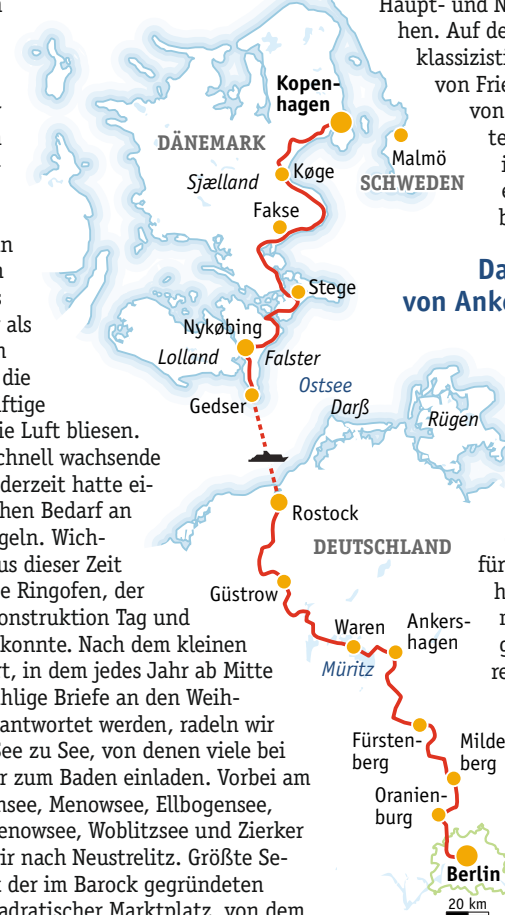 Haupt- und N
hen. Auf de
klassizisti
von Frie
von
te
i
e
b
Da
von Anke
n
n
s
als
n
die
ftige
ie Luft bliesen.
chnell wachsende
derzeit hatte ei-
chen Bedarf an
geln. Wich-
us dieser Zeit
e Ringofen, der
onstruktion Tag und
konnte. Nach dem kleinen
rt, in dem jedes Jahr ab Mitte
hlige Briefe an den Weih-
antwortet werden, radeln wir
See zu See, von denen viele bei
r zum Baden einladen. Vorbei am
nsee, Menowsee, Ellbogensee,
enowsee, Woblitzsee und Zierker
ir nach Neustrelitz. Größte Se-
t der im Barock gegründeten
adratischer Marktplatz, von dem
für
h
n
g
re
Kopen-
hagen
DÄNEMARK
Malmö
Køge
SCHWEDEN
Sjælland
Fakse
Stege
Nykøbing
Lolland
Falster
Ostsee
Darß
Gedser
Rügen
Rostock
DEUTSCHLAND
Güstrow
Waren
Ankers-
hagen
Müritz
Fürsten-
berg
Milde
berg
Oranien-
burg
Berlin
20 km